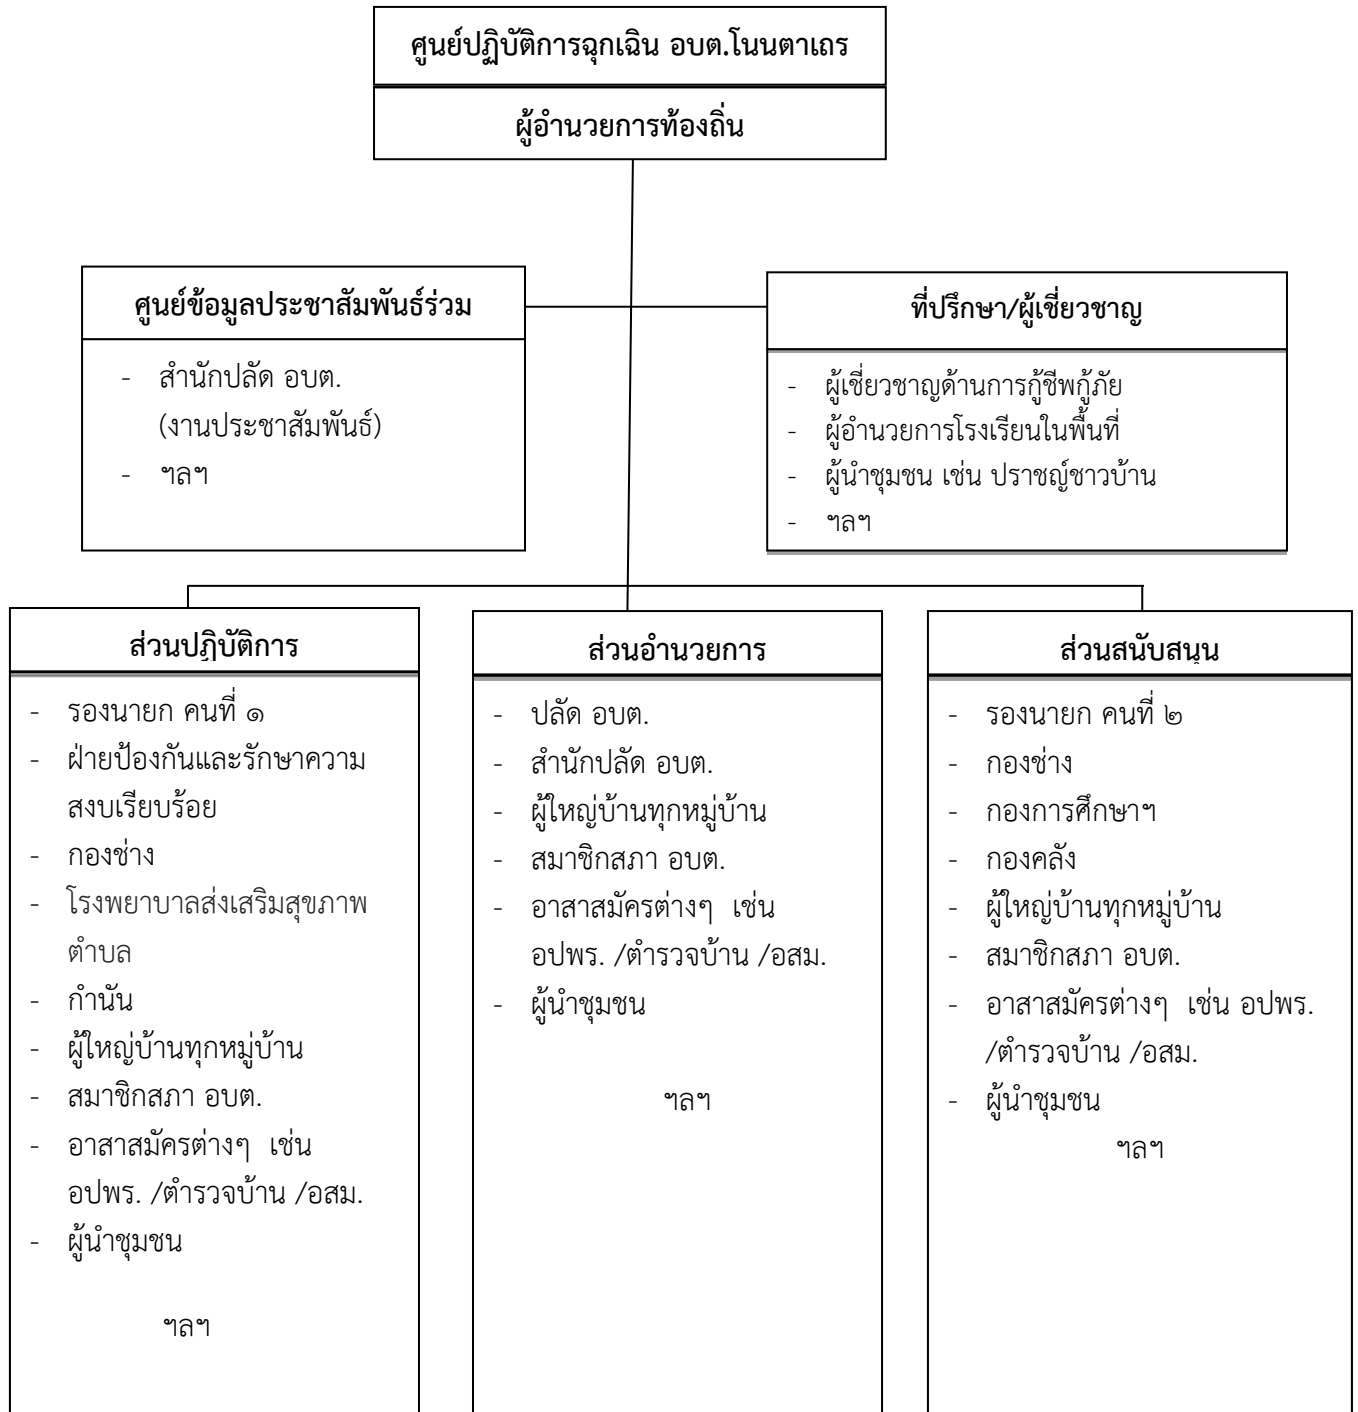 ศูนย์ปฏิบัติการฉุกเฉิน อบต.โนนตาเถร
ผู้อำนวยการท้องถิ่น
ศูนย์ข้อมูลประชาสัมพันธ์ร่วม
- สำนักปลัด อบต.
(งานประชาสัมพันธ์)
- ฯลฯ
ที่ปรึกษา/ผู้เชี่ยวชาญ
- ผู้เชี่ยวชาญด้านการกู้ชีพกู้ภัย
- ผู้อำนวยการโรงเรียนในพื้นที่
- ผู้นำชุมชน เช่น ปราชญ์ชาวบ้าน
- ฯลฯ
ส่วนปฏิบัติการ
- รองนายก คนที่ ๑
- ฝ่ายป้องกันและรักษาความ
สงบเรียบร้อย
- กองช่าง
- โรงพยาบาลส่งเสริมสุขภาพ
ตำบล
- กำนัน
- ผู้ใหญ่บ้านทุกหมู่บ้าน
- สมาชิกสภา อบต.
- อาสาสมัครต่างๆ เช่น
อปพร. /ตำรวจบ้าน /อสม.
- ผู้นำชุมชน
ฯลฯ
ส่วนอำนวยการ
- ปลัด อบต.
- สำนักปลัด อบต.
- ผู้ใหญ่บ้านทุกหมู่บ้าน
- สมาชิกสภา อบต.
- อาสาสมัครต่างๆ เช่น
อปพร. /ตำรวจบ้าน /อสม.
- ผู้นำชุมชน
ฯลฯ
ส่วนสนับสนุน
- รองนายก คนที่ ๒
- กองช่าง
- กองการศึกษาฯ
- กองคลัง
- ผู้ใหญ่บ้านทุกหมู่บ้าน
- สมาชิกสภา อบต.
- อาสาสมัครต่างๆ เช่น อปพร.
/ตำรวจบ้าน /อสม.
- ผู้นำชุมชน
ฯลฯ